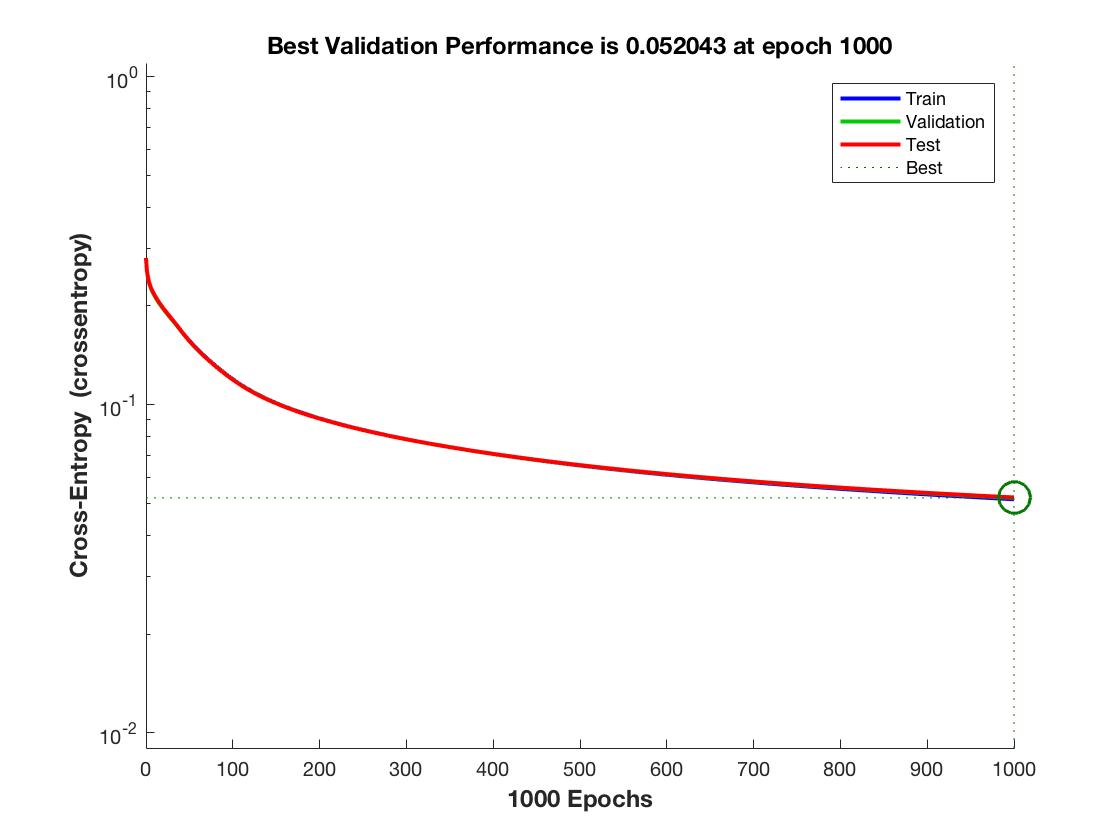 Best Validation Performance is 0.052043 at epoch 1000
Train
Validation
Test
Best
10^0
10^-1
10^-2
Cross-Entropy (crossentropy)
0 100 200 300 400 500 600 700 800 900 1000
1000 Epochs